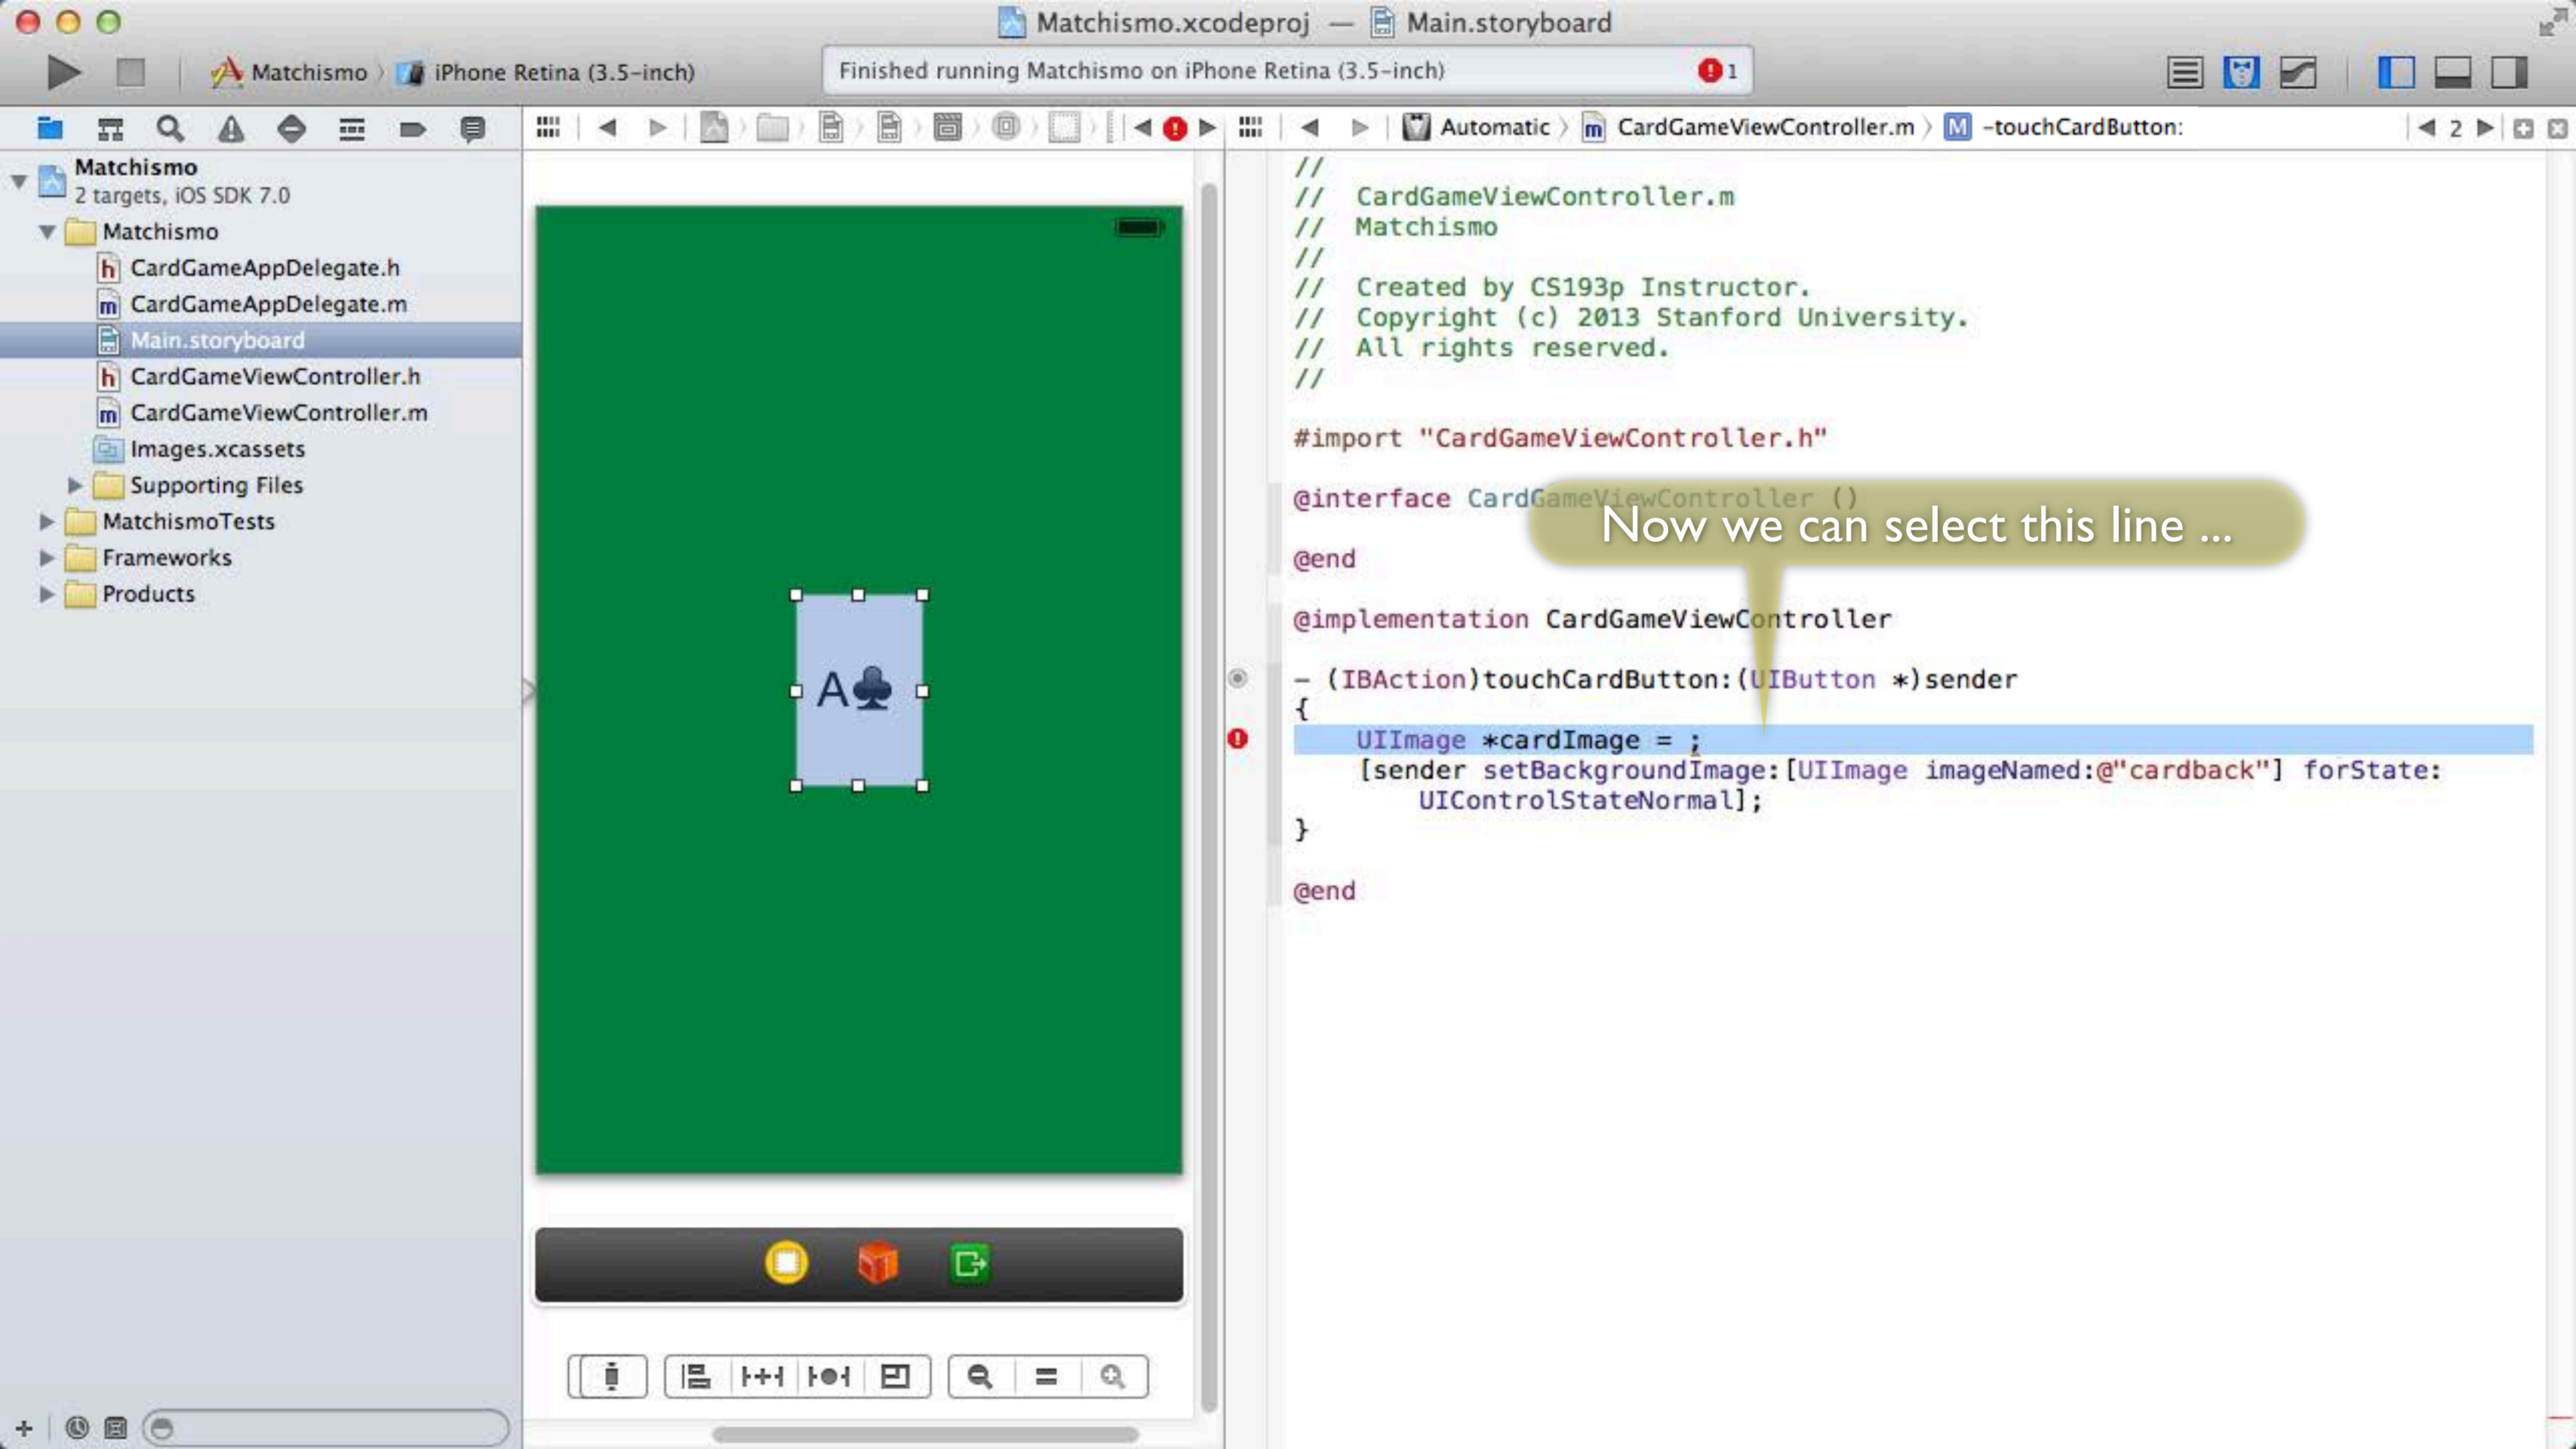 Matchismo.xcodeproj — Main.storyboard
Matchismo iPhone Retina (3.5-inch)
Finished running Matchismo on iPhone Retina (3.5-inch) 1
Automatic CardGameViewController.m M -touchCardButton: 2
Matchismo
2 targets, iOS SDK 7.0
Matchismo
h CardGameAppDelegate.h
m CardGameAppDelegate.m
Main.storyboard
h CardGameViewController.h
m CardGameViewController.m
Images.xcassets
Supporting Files
MatchismoTests
Frameworks
Products
A♣
//
// CardGameViewController.m
// Matchismo
//
// Created by CS193p Instructor.
// Copyright (c) 2013 Stanford University.
// All rights reserved.
//
#import "CardGameViewController.h"
@interface CardGameViewController ()
Now we can select this line ...
@end
@implementation CardGameViewController
- (IBAction)touchCardButton:(UIButton *)sender
{
UIImage *cardImage = ;
[sender setBackgroundImage:[UIImage imageNamed:@"cardback"] forState:
UIControlStateNormal];
}
@end